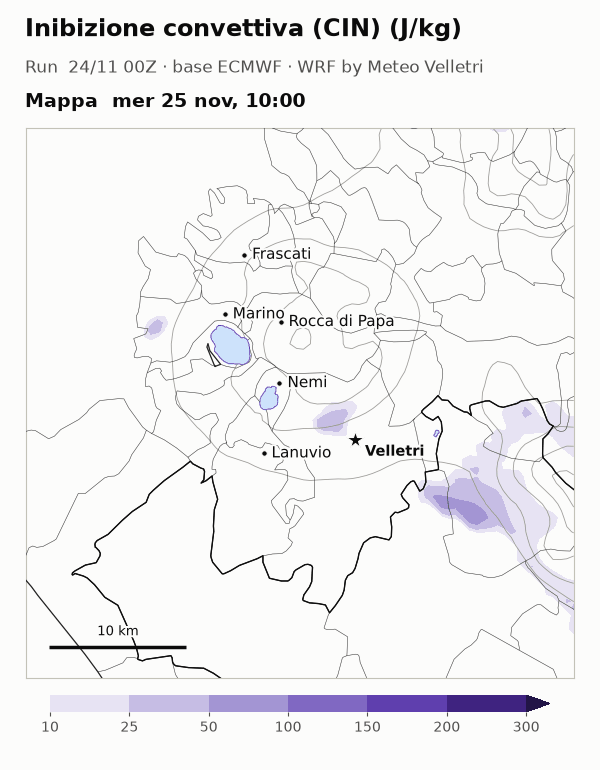 Inibizione convettiva (CIN) (J/kg)
Run  24/11 00Z · base ECMWF · WRF by Meteo Velletri
Mappa  mer 25 nov, 10:00
Frascati
Marino
Rocca di Papa
Nemi
Velletri
Lanuvio
10 km
10 25 50 100 150 200 300